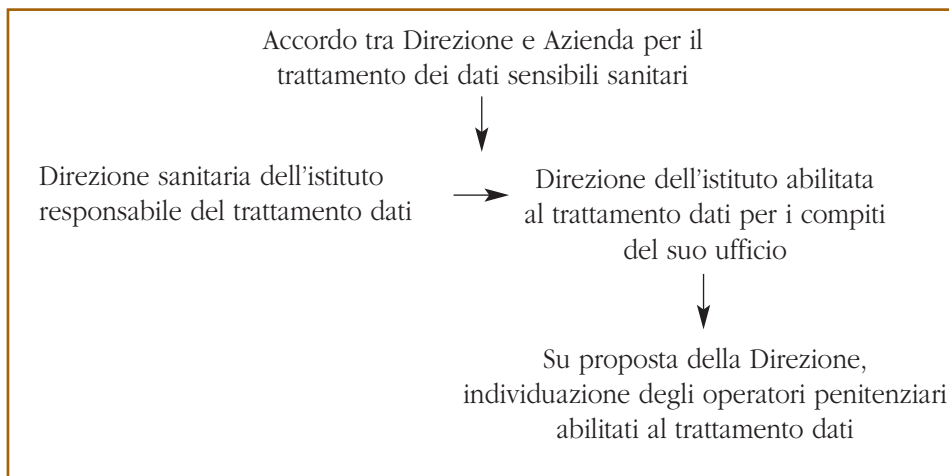 Accordo tra Direzione e Azienda per il
trattamento dei dati sensibili sanitari
Direzione sanitaria dell’istituto
responsabile del trattamento dati
Direzione dell’istituto abilitata
al trattamento dati per i compiti
del suo ufficio
Su proposta della Direzione,
individuazione degli operatori penitenziari
abilitati al trattamento dati